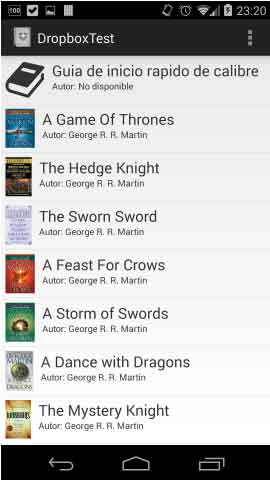 100
23:20
DropboxTest
Guia de inicio rapido de calibre
Autor: No disponible
A Game Of Thrones
Autor: George R. R. Martin
The Hedge Knight
Autor: George R. R. Martin
The Sworn Sword
Autor: George R. R. Martin
A Feast For Crows
Autor: George R. R. Martin
A Storm of Swords
Autor: George R. R. Martin
A Dance with Dragons
Autor: George R. R. Martin
DRAGONS
The Mystery Knight
Autor: George R. R. Martin